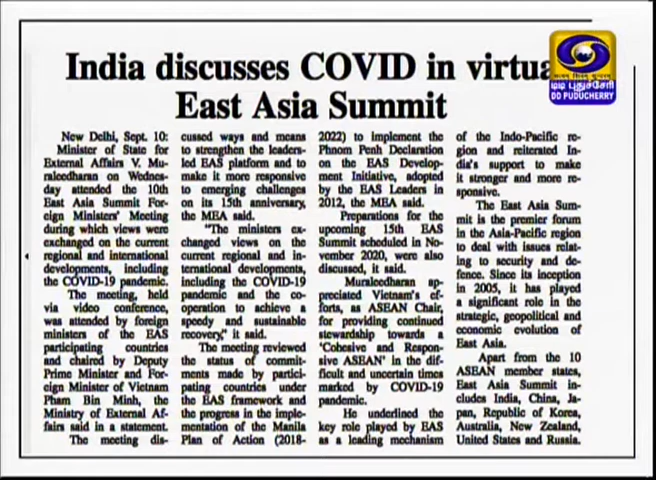 India discusses COVID in virtua
East Asia Summit
டிடி புதுச்சேரி
DD PUDUCHERRY
New Delhi, Sept. 10:
Minister of State for
External Affairs V. Mu-
raleedharan on Wednes-
day attended the 10th
East Asia Summit For-
eign Ministers' Meeting
during which views were
exchanged on the current
regional and international
developments, including
the COVID-19 pandemic.
The meeting, held
via video conference,
was attended by foreign
ministers of the EAS
participating countries
and chaired by Deputy
Prime Minister and For-
eign Minister of Vietnam
Pham Bin Minh, the
Ministry of External Af-
fairs said in a statement.
The meeting dis-
cussed ways and means
to strengthen the leaders-
led EAS platform and to
make it more responsive
to emerging challenges
on its 15th anniversary,
the MEA said.
"The ministers ex-
changed views on the
current regional and in-
ternational developments,
including the COVID-19
pandemic and the co-
operation to achieve a
speedy and sustainable
recovery," it said.
The meeting reviewed
the status of commit-
ments made by partici-
pating countries under
the EAS framework and
the progress in the imple-
mentation of the Manila
Plan of Action (2018-
2022) to implement the
Phnom Penh Declaration
on the EAS Develop-
ment Initiative, adopted
by the EAS Leaders in
2012, the MEA said.
Preparations for the
upcoming 15th EAS
Summit scheduled in No-
vember 2020, were also
discussed, it said.
Muraleedharan ap-
preciated Vietnam's ef-
forts, as ASEAN Chair,
for providing continued
stewardship towards a
"Cohesive and Respon-
sive ASEAN" in the dif-
ficult and uncertain times
marked by COVID-19
pandemic.
He underlined the
key role played by EAS
as a leading mechanism
of the Indo-Pacific re-
gion and reiterated In-
dia's support to make
it stronger and more re-
sponsive.
The East Asia Sum-
mit is the premier forum
in the Asia-Pacific region
to deal with issues relat-
ing to security and de-
fence. Since its inception
in 2005, it has played
a significant role in the
strategic, geopolitical and
economic evolution of
East Asia.
Apart from the 10
ASEAN member states,
East Asia Summit in-
cludes India, China, Ja-
pan, Republic of Korea,
Australia, New Zealand,
United States and Russia.